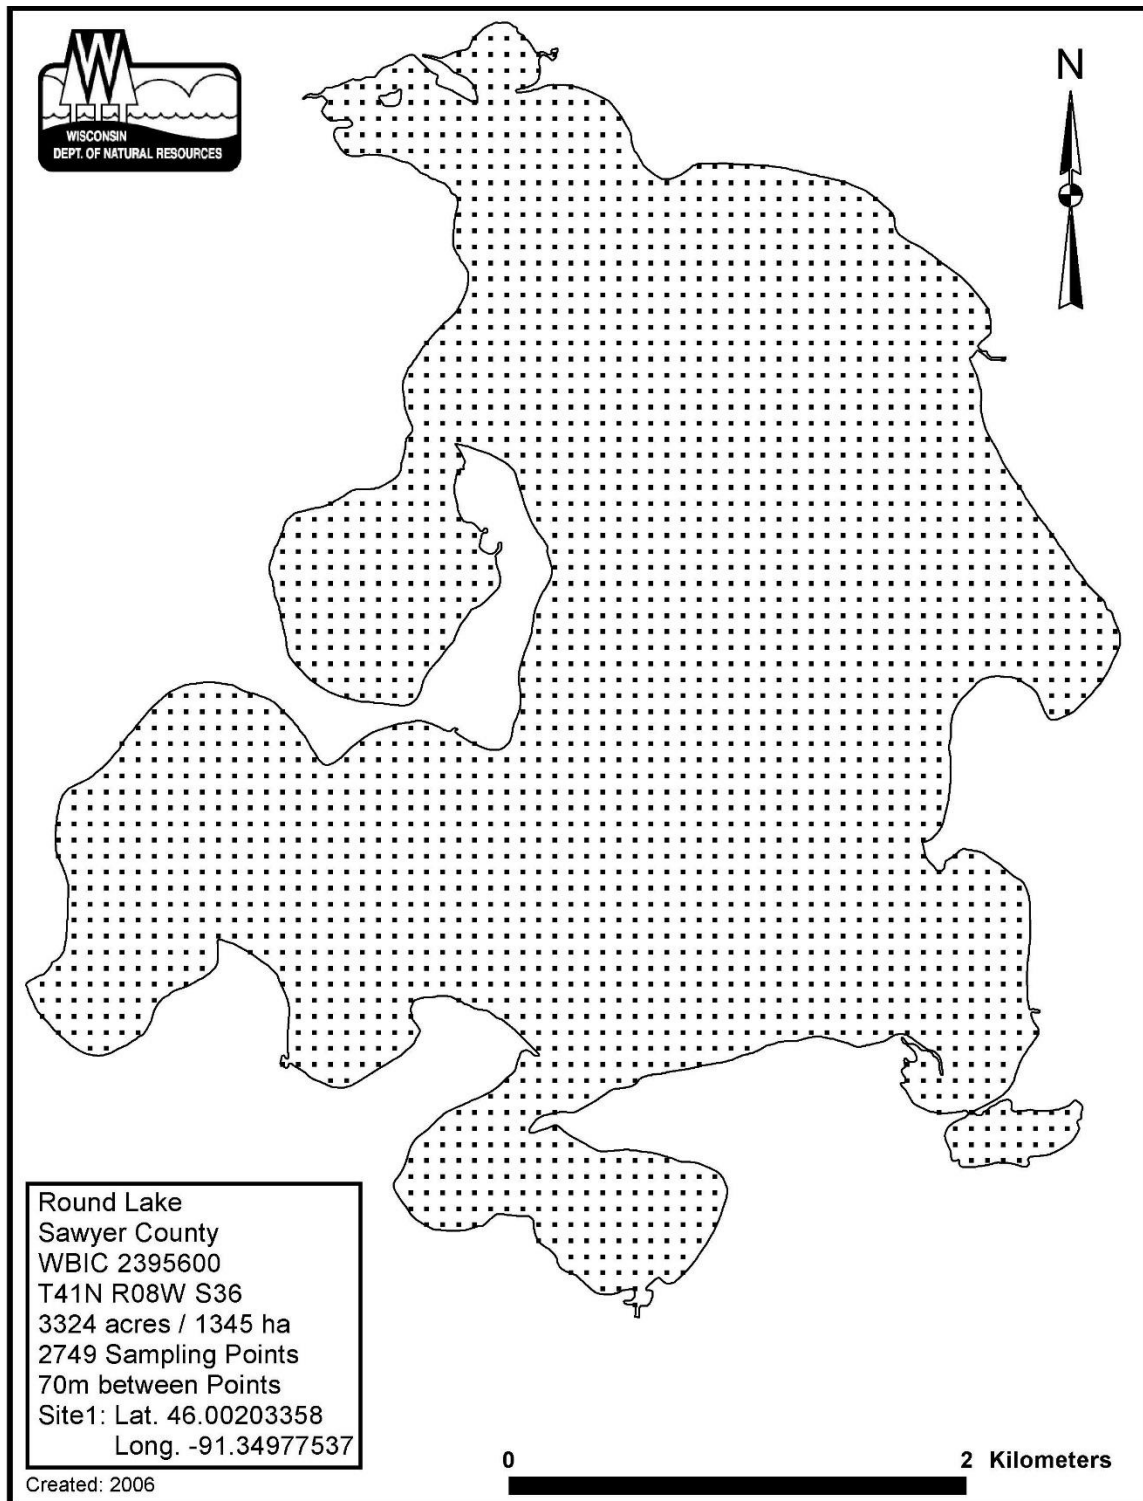 W
WISCONSIN
DEPT. OF NATURAL RESOURCES
N
Round Lake
Sawyer County
WBIC 2395600
T41N R08W S36
3324 acres / 1345 ha
2749 Sampling Points
70m between Points
Site1: Lat. 46.00203358
Long. -91.34977537
Created: 2006
0
2 Kilometers